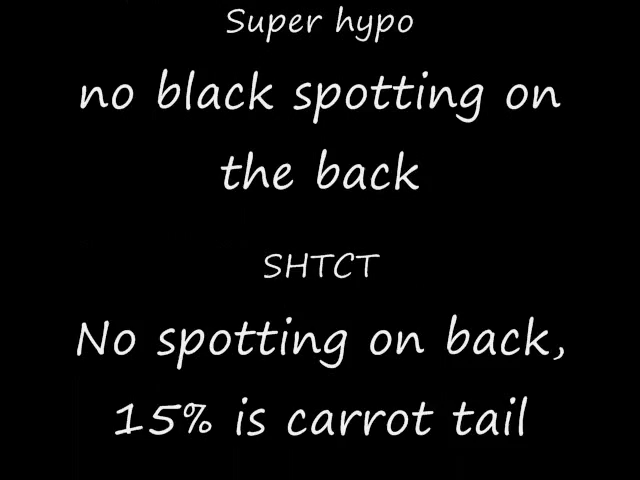 Super hypo
no black spotting on
the back
SHTCT
No spotting on back,
15% is carrot tail